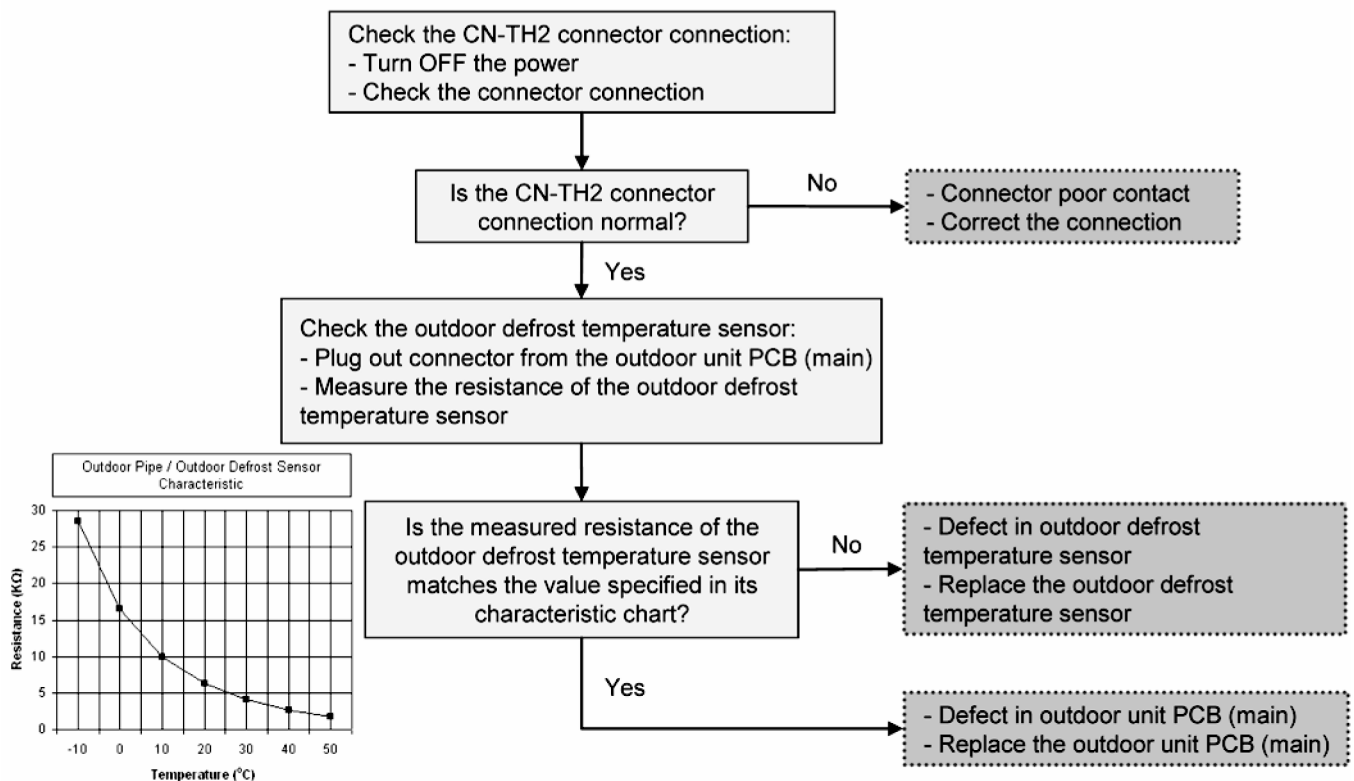 Check the CN-TH2 connector connection:
- Turn OFF the power
- Check the connector connection
Is the CN-TH2 connector
connection normal?
No
- Connector poor contact
- Correct the connection
Yes
Check the outdoor defrost temperature sensor:
- Plug out connector from the outdoor unit PCB (main)
- Measure the resistance of the outdoor defrost
temperature sensor
Outdoor Pipe / Outdoor Defrost Sensor
Characteristic
30
25
20
15
10
5
0
Resistance (KΩ)
-10 0 10 20 30 40 50
Temperature (°C)
Is the measured resistance of the
outdoor defrost temperature sensor
matches the value specified in its
characteristic chart?
No
- Defect in outdoor defrost
temperature sensor
- Replace the outdoor defrost
temperature sensor
Yes
- Defect in outdoor unit PCB (main)
- Replace the outdoor unit PCB (main)